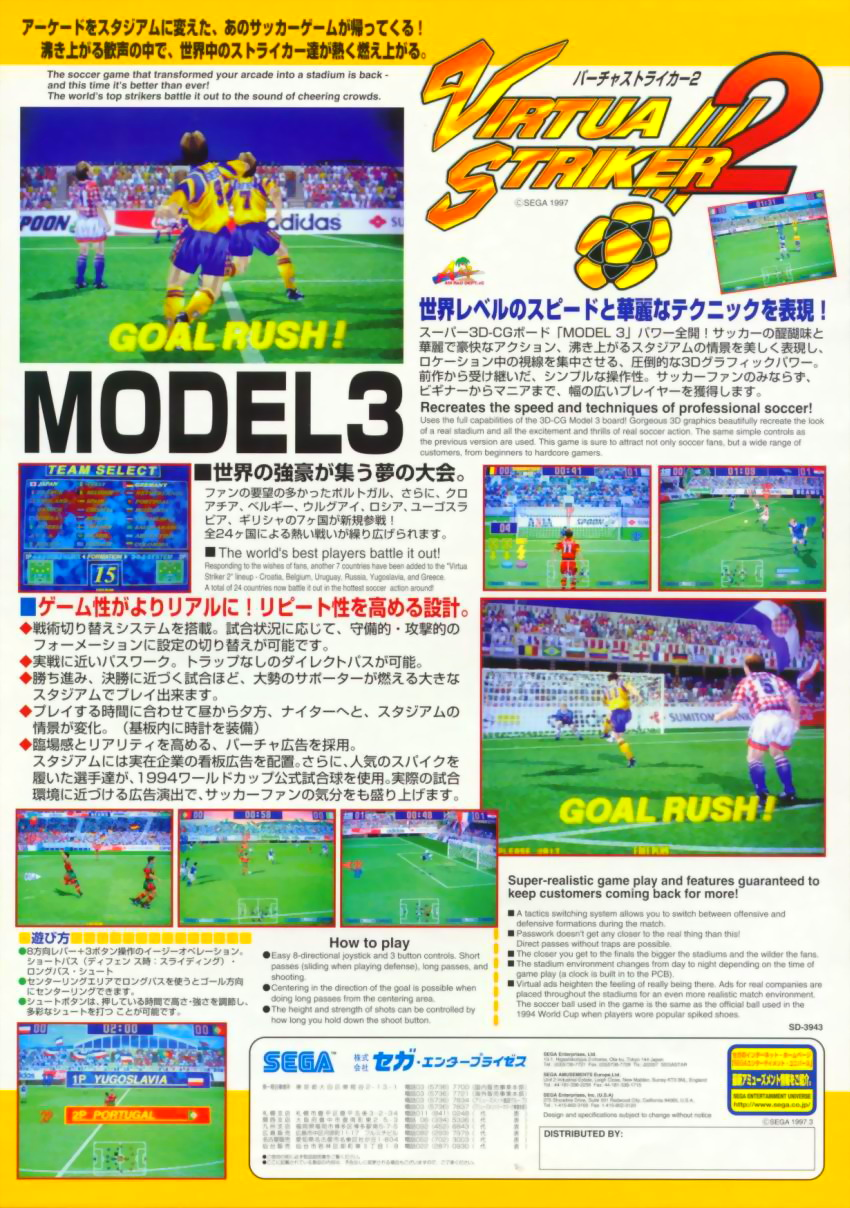 アーケードをスタジアムに変えた、あのサッカーゲームが帰ってくる！
沸き上がる歓声の中で、世界中のストライカー達が熱く燃え上がる。
The soccer game that transformed your arcade into a stadium is back -
and this time it's better than ever!
The world's top strikers battle it out to the sound of cheering crowds.
バーチャストライカー2
VIRTUA
STRIKER 2
©SEGA 1997
POON
adidas
GOAL RUSH!
MODEL3
世界レベルのスピードと華麗なテクニックを表現！
スーパー3D-CGボード「MODEL 3」パワー全開！サッカーの醍醐味と
華麗で豪快なアクション、沸き上がるスタジアムの情景を美しく表現し、
ロケーション中の視線を集中させる、圧倒的な3Dグラフィックパワー。
前作から受け継いだ、シンプルな操作性。サッカーファンのみならず、
ビギナーからマニアまで、幅の広いプレイヤーを獲得します。
Recreates the speed and techniques of professional soccer!
Uses the full capabilities of the 3D-CG Model 3 board! Gorgeous 3D graphics beautifully recreate the look
of a real stadium and all the excitement and thrills of real soccer action. The same simple controls as
the previous version are used. This game is sure to attract not only soccer fans, but a wide range of
customers, from beginners to hardcore gamers.
TEAM SELECT
JAPAN
GERMANY
FORMATION
15
■世界の強豪が集う夢の大会。
ファンの要望の多かったポルトガル、さらに、クロ
アチア、ベルギー、ウルグアイ、ロシア、ユーゴスラ
ビア、ギリシャの7ヶ国が新規参戦！
全24ヶ国による熱い戦いが繰り広げられます。
■ The world's best players battle it out!
Responding to the wishes of fans, another 7 countries have been added to the "Virtua
Striker 2" lineup - Croatia, Belgium, Uruguay, Russia, Yugoslavia, and Greece.
A total of 24 countries now battle it out in the hottest soccer action around!
00:41
SPOON
■ゲーム性がよりリアルに！リピート性を高める設計。
◆戦術切り替えシステムを搭載。試合状況に応じて、守備的・攻撃的の
フォーメーションに設定の切り替えが可能です。
◆実戦に近いパスワーク。トラップなしのダイレクトパスが可能。
◆勝ち進み、決勝に近づく試合ほど、大勢のサポーターが燃える大きな
スタジアムでプレイ出来ます。
◆プレイする時間に合わせて昼から夕方、ナイターへと、スタジアムの
情景が変化。（基板内に時計を装備）
◆臨場感とリアリティを高める、バーチャ広告を採用。
スタジアムには実在企業の看板広告を配置。さらに、人気のスパイクを
履いた選手達が、1994ワールドカップ公式試合球を使用。実際の試合
環境に近づける広告演出で、サッカーファンの気分をも盛り上げます。
SUMITOMO BANK
GOAL RUSH!
00:58
00:48
Super-realistic game play and features guaranteed to
keep customers coming back for more!
■ A tactics switching system allows you to switch between offensive and
defensive formations during the match.
■ Passwork doesn't get any closer to the real thing than this!
Direct passes without traps are possible.
■ The closer you get to the finals the bigger the stadiums and the wilder the fans.
■ The stadium environment changes from day to night depending on the time of
game play (a clock is built in to the PCB).
■ Virtual ads heighten the feeling of really being there. Ads for real companies are
placed throughout the stadiums for an even more realistic match environment.
The soccer ball used in the game is the same as the official ball used in the
1994 World Cup when players wore popular spiked shoes.
SD-3943
遊び方
●8方向レバー＋3ボタン操作のイージーオペレーション。
ショートパス（ディフェンス時：スライディング）・
ロングパス・シュート
●センターリングエリアでロングパスを使うとゴール方向
にセンターリングできます。
●シュートボタンは、押している時間で高さ・強さを調節し、
多彩なシュートを打つ ことが可能です。
How to play
●Easy 8-directional joystick and 3 button controls. Short
passes (sliding when playing defense), long passes, and
shooting.
●Centering in the direction of the goal is possible when
doing long passes from the centering area.
●The height and strength of shots can be controlled by
how long you hold down the shoot button.
00 02:00 00
1P YUGOSLAVIA
2P PORTUGAL
SEGA™ 株式会社 セガ・エンタープライゼス
SEGA Enterprises, Ltd.
SEGA AMUSEMENTS Europe,Ltd.
SEGA Enterprises, Inc. (U.S.A)
Design and specifications subject to change without notice
DISTRIBUTED BY:
最新アミューズメント情報をご紹介。
SEGA ENTERTAINMENT UNIVERSE
http://www.sega.co.jp/
©SEGA 1997.3